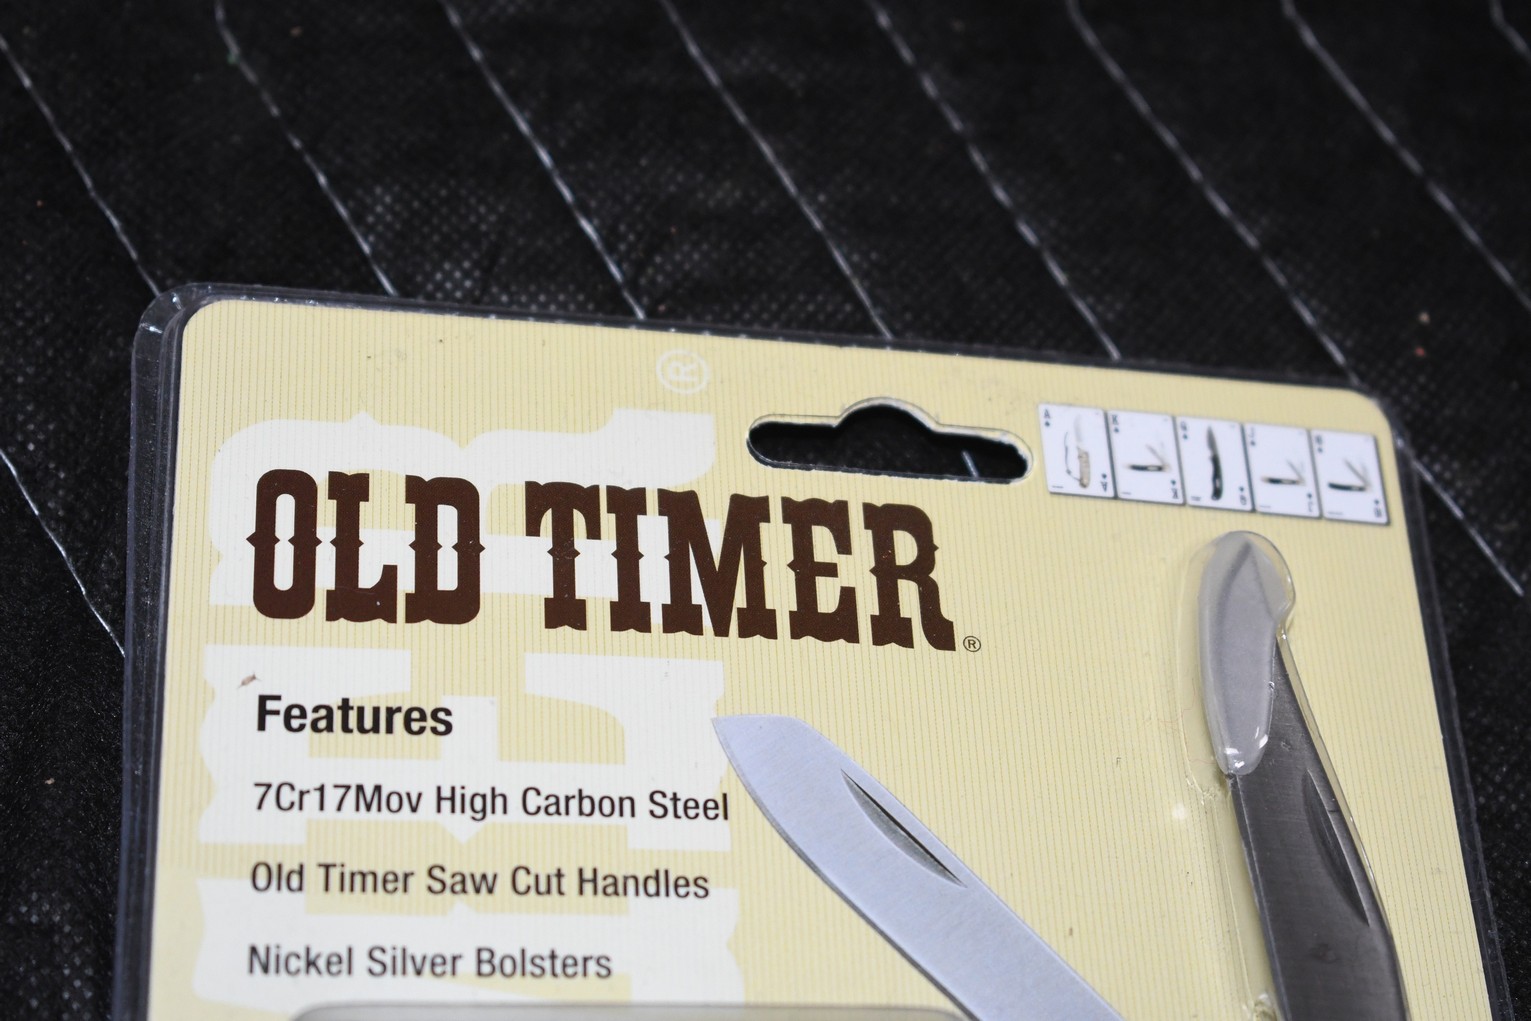 OLD TIMER®
Features
7Cr17Mov High Carbon Steel
Old Timer Saw Cut Handles
Nickel Silver Bolsters